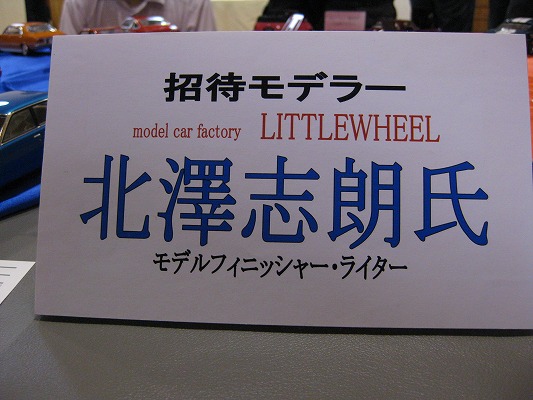 招待モデラー
model car factory LITTLEWHEEL
北澤志朗氏
モデルフィニッシャー・ライター